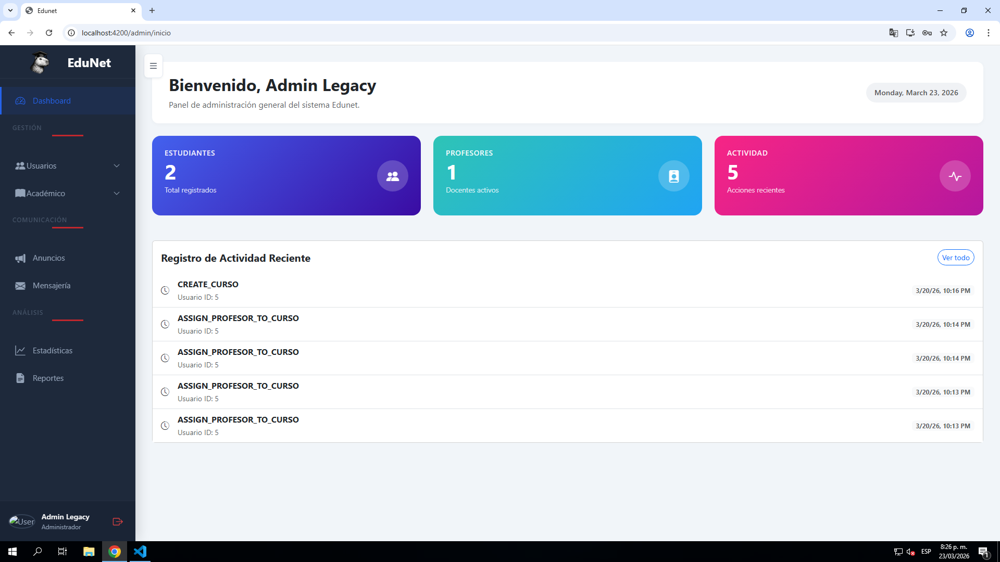 Edunet
localhost:4200/admin/inicio
EduNet
Dashboard
GESTIÓN
Usuarios
Académico
COMUNICACIÓN
Anuncios
Mensajería
ANÁLISIS
Estadísticas
Reportes
User
Admin Legacy
Administrador
Bienvenido, Admin Legacy
Panel de administración general del sistema Edunet.
Monday, March 23, 2026
ESTUDIANTES
2
Total registrados
PROFESORES
1
Docentes activos
ACTIVIDAD
5
Acciones recientes
Registro de Actividad Reciente
Ver todo
CREATE_CURSO
Usuario ID: 5
3/20/26, 10:16 PM
ASSIGN_PROFESOR_TO_CURSO
Usuario ID: 5
3/20/26, 10:14 PM
ASSIGN_PROFESOR_TO_CURSO
Usuario ID: 5
3/20/26, 10:14 PM
ASSIGN_PROFESOR_TO_CURSO
Usuario ID: 5
3/20/26, 10:13 PM
ASSIGN_PROFESOR_TO_CURSO
Usuario ID: 5
3/20/26, 10:13 PM
ESP
8:26 p. m.
23/03/2026
1